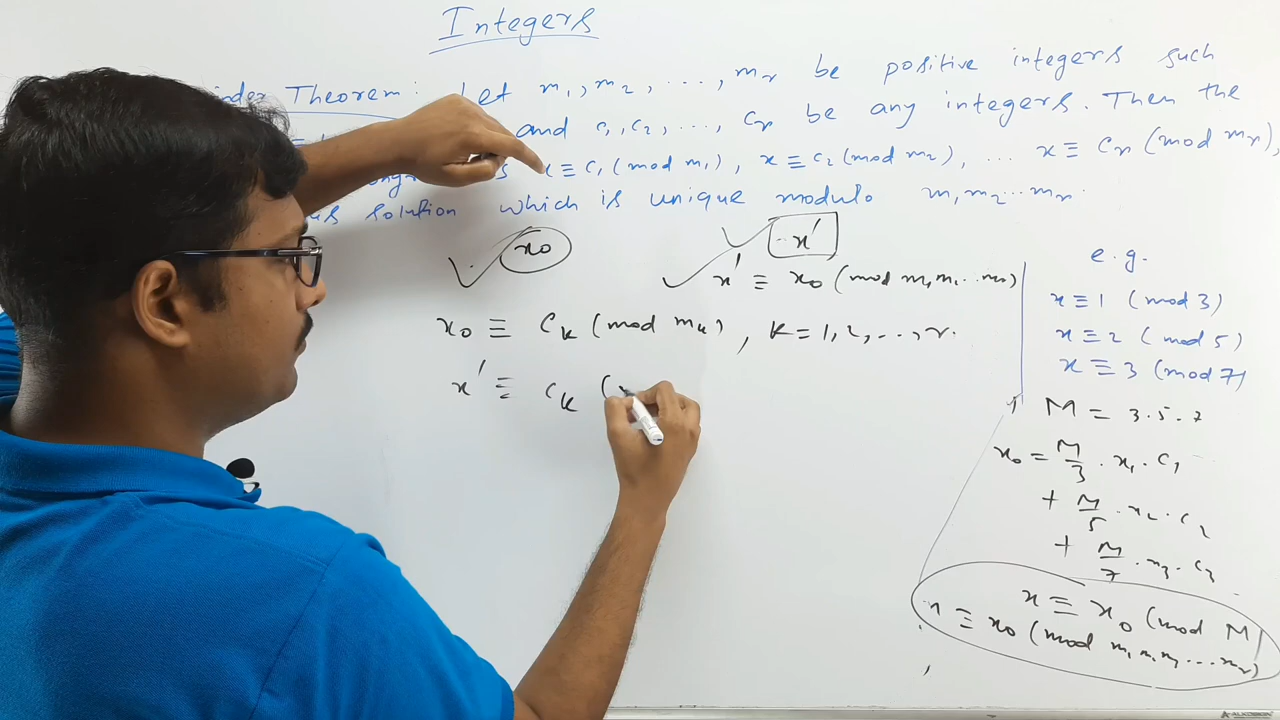 Integers
Theorem: Let m₁, m₂, ..., mᵣ be positive integers such
and c₁, c₂, ..., cᵣ be any integers. Then the
x ≡ c₁ (mod m₁), x ≡ c₂ (mod m₂), ... x ≡ cᵣ (mod mᵣ),
solution which is unique modulo m₁m₂...mᵣ.
x₀ x'
x' ≡ x₀ (mod m₁m₂...mᵣ)
x₀ ≡ cₖ (mod mₖ), k = 1, 2, ..., r.
x' ≡ cₖ (
e.g.
x ≡ 1 (mod 3)
x ≡ 2 (mod 5)
x ≡ 3 (mod 7)
M = 3.5.7
x₀ = M/3 . x₁ . c₁
+ M/5 . x₂ . c₂
+ M/7 . x₃ . c₃
x ≡ x₀ (mod M)
x ≡ x₀ (mod m₁m₂m₃...mᵣ)
ALKOSIGN